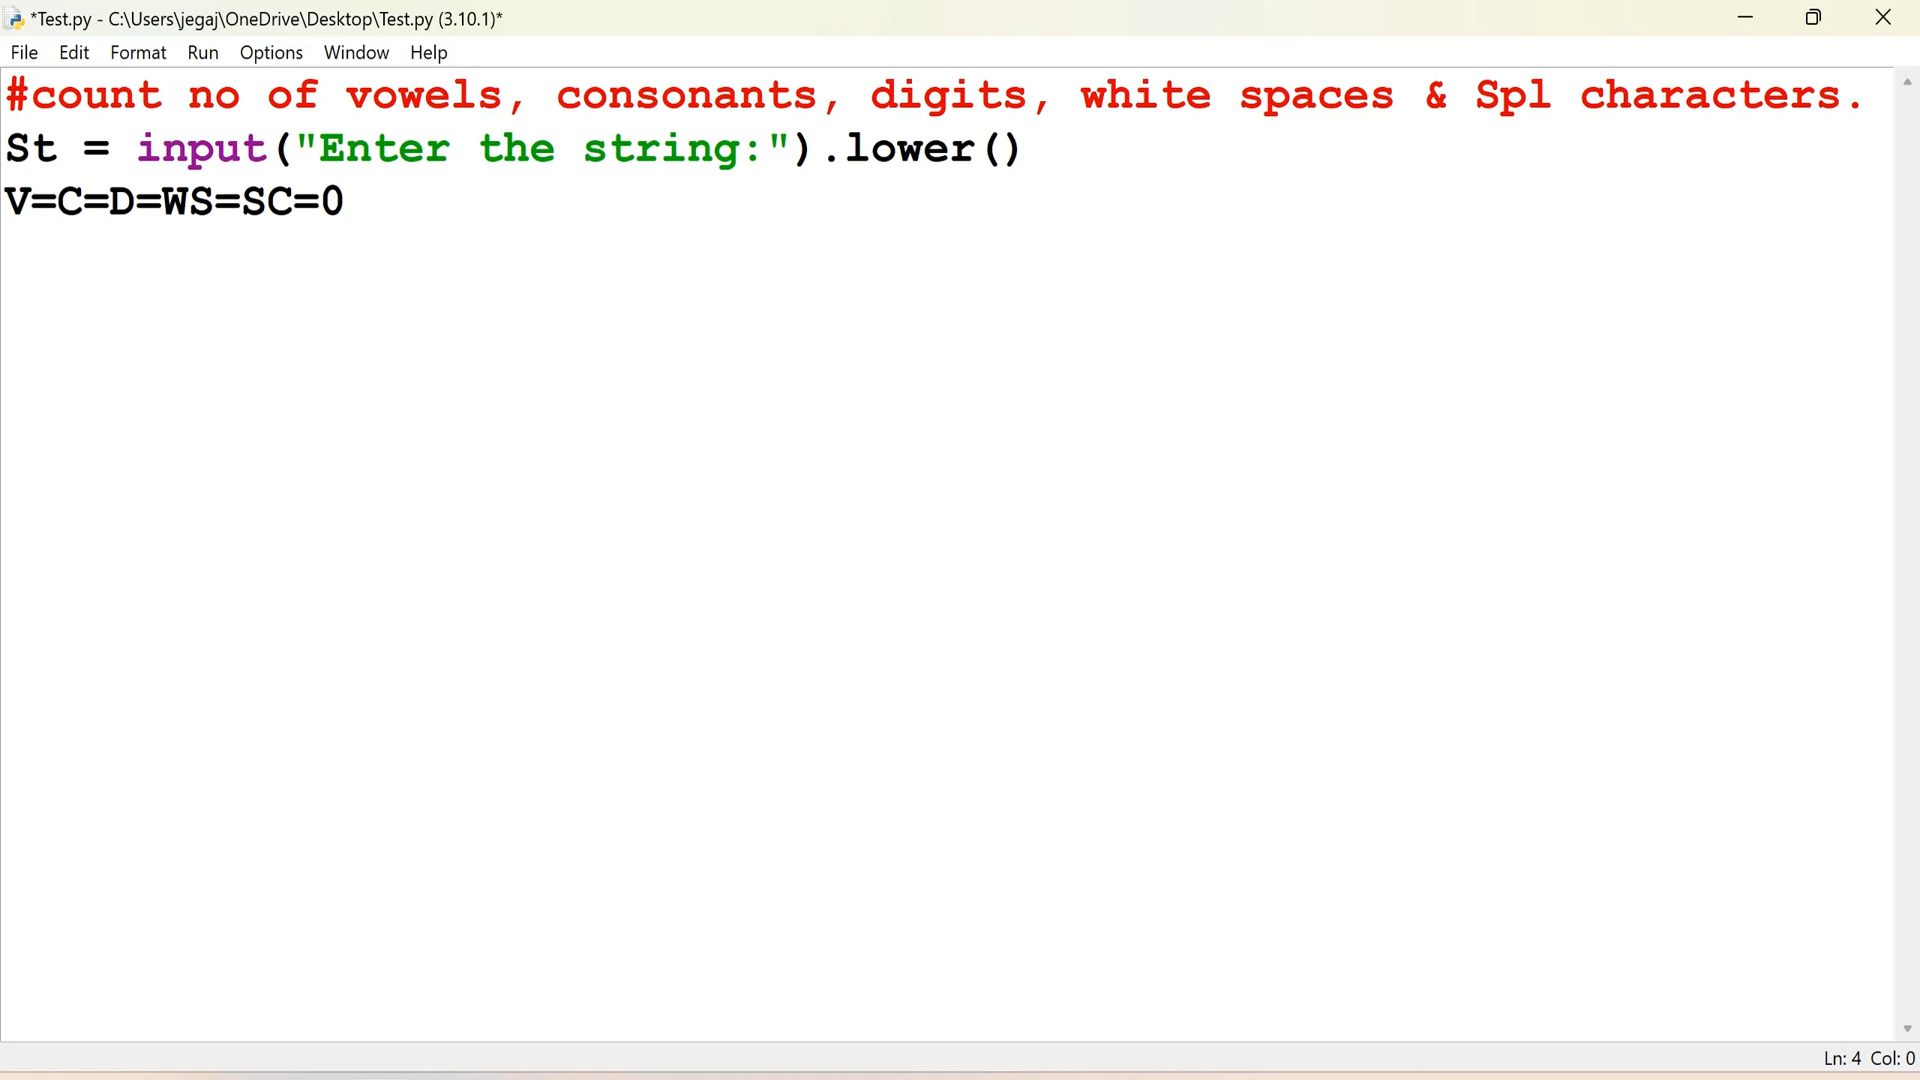 *Test.py - C:\Users\jegaj\OneDrive\Desktop\Test.py (3.10.1)*
File Edit Format Run Options Window Help
#count no of vowels, consonants, digits, white spaces & Spl characters.
St = input("Enter the string:").lower()
V=C=D=WS=SC=0
Ln: 4 Col: 0